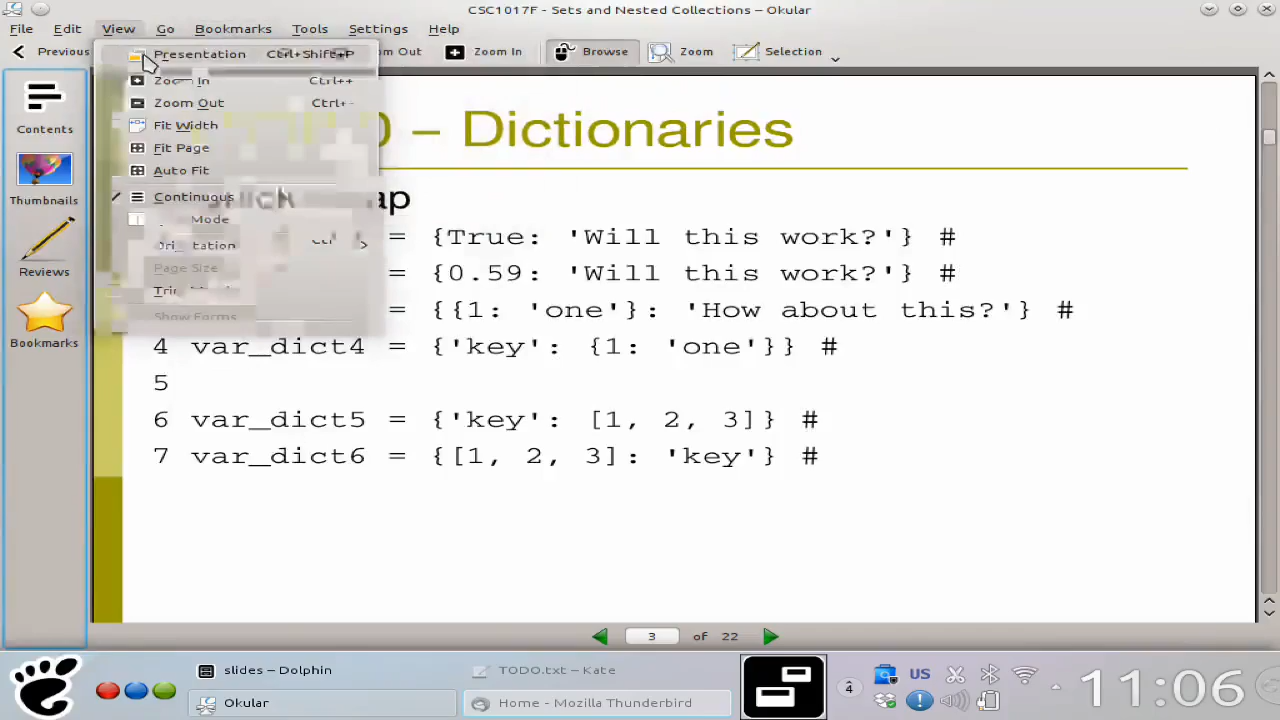 CSC1017F - Sets and Nested Collections – Okular
File Edit View Go Bookmarks Tools Settings Help
Previous Zoom Out Zoom In Browse Zoom Selection
Presentation Ctrl+Shift+P
Zoom In Ctrl++
Zoom Out Ctrl+-
Fit Width
Fit Page
Auto Fit
Continuous
Mode
Orientation
Page Size
Show Forms
Contents
Thumbnails
Reviews
Bookmarks
– Dictionaries
= {True: 'Will this work?'} #
= {0.59: 'Will this work?'} #
= {{1: 'one'}: 'How about this?'} #
4 var_dict4 = {'key': {1: 'one'}} #
5
6 var_dict5 = {'key': [1, 2, 3]} #
7 var_dict6 = {[1, 2, 3]: 'key'} #
3 of 22
slides – Dolphin TODO.txt – Kate
Okular Home - Mozilla Thunderbird
4 US 11:06